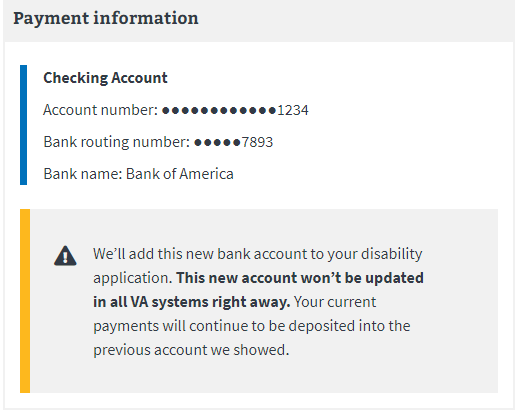 Payment information
Checking Account
Account number: ●●●●●●●●●●●●1234
Bank routing number: ●●●●●7893
Bank name: Bank of America
We’ll add this new bank account to your disability
application. This new account won’t be updated
in all VA systems right away. Your current
payments will continue to be deposited into the
previous account we showed.